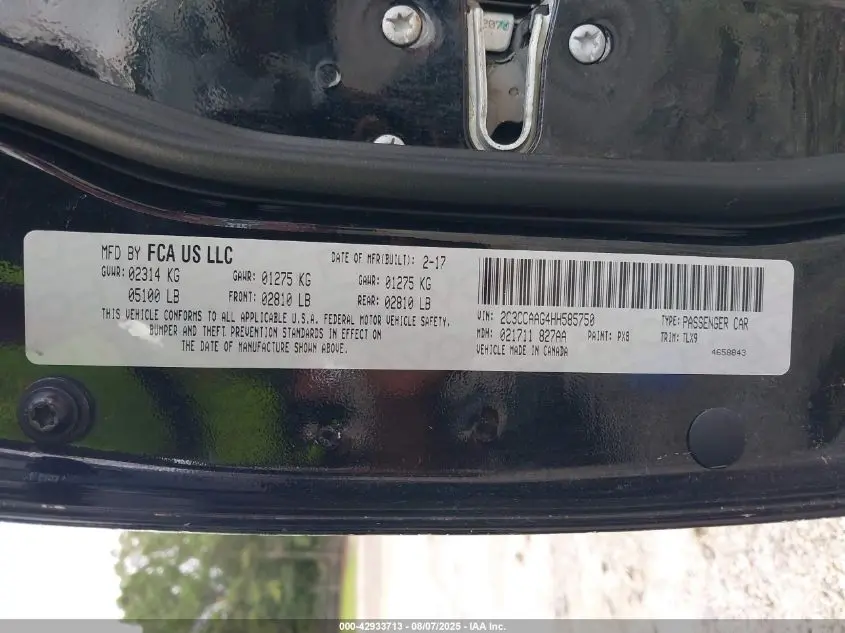 2070
MFD BY FCA US LLC
DATE OF MFR(BUILT): 2-17
GVWR: 02314 KG
GAWR: 01275 KG
GAWR: 01275 KG
05100 LB
FRONT: 02810 LB
REAR: 02810 LB
THIS VEHICLE CONFORMS TO ALL APPLICABLE U.S.A. FEDERAL MOTOR VEHICLE SAFETY,
BUMPER AND THEFT PREVENTION STANDARDS IN EFFECT ON
THE DATE OF MANUFACTURE SHOWN ABOVE.
VIN: 2C3CCAAG4HH585750
TYPE: PASSENGER CAR
MDH: 021711 827AA
PAINT: PX8
TRIM: TLX9
VEHICLE MADE IN CANADA
4658843
000-42933713 - 08/07/2025 - IAA Inc.